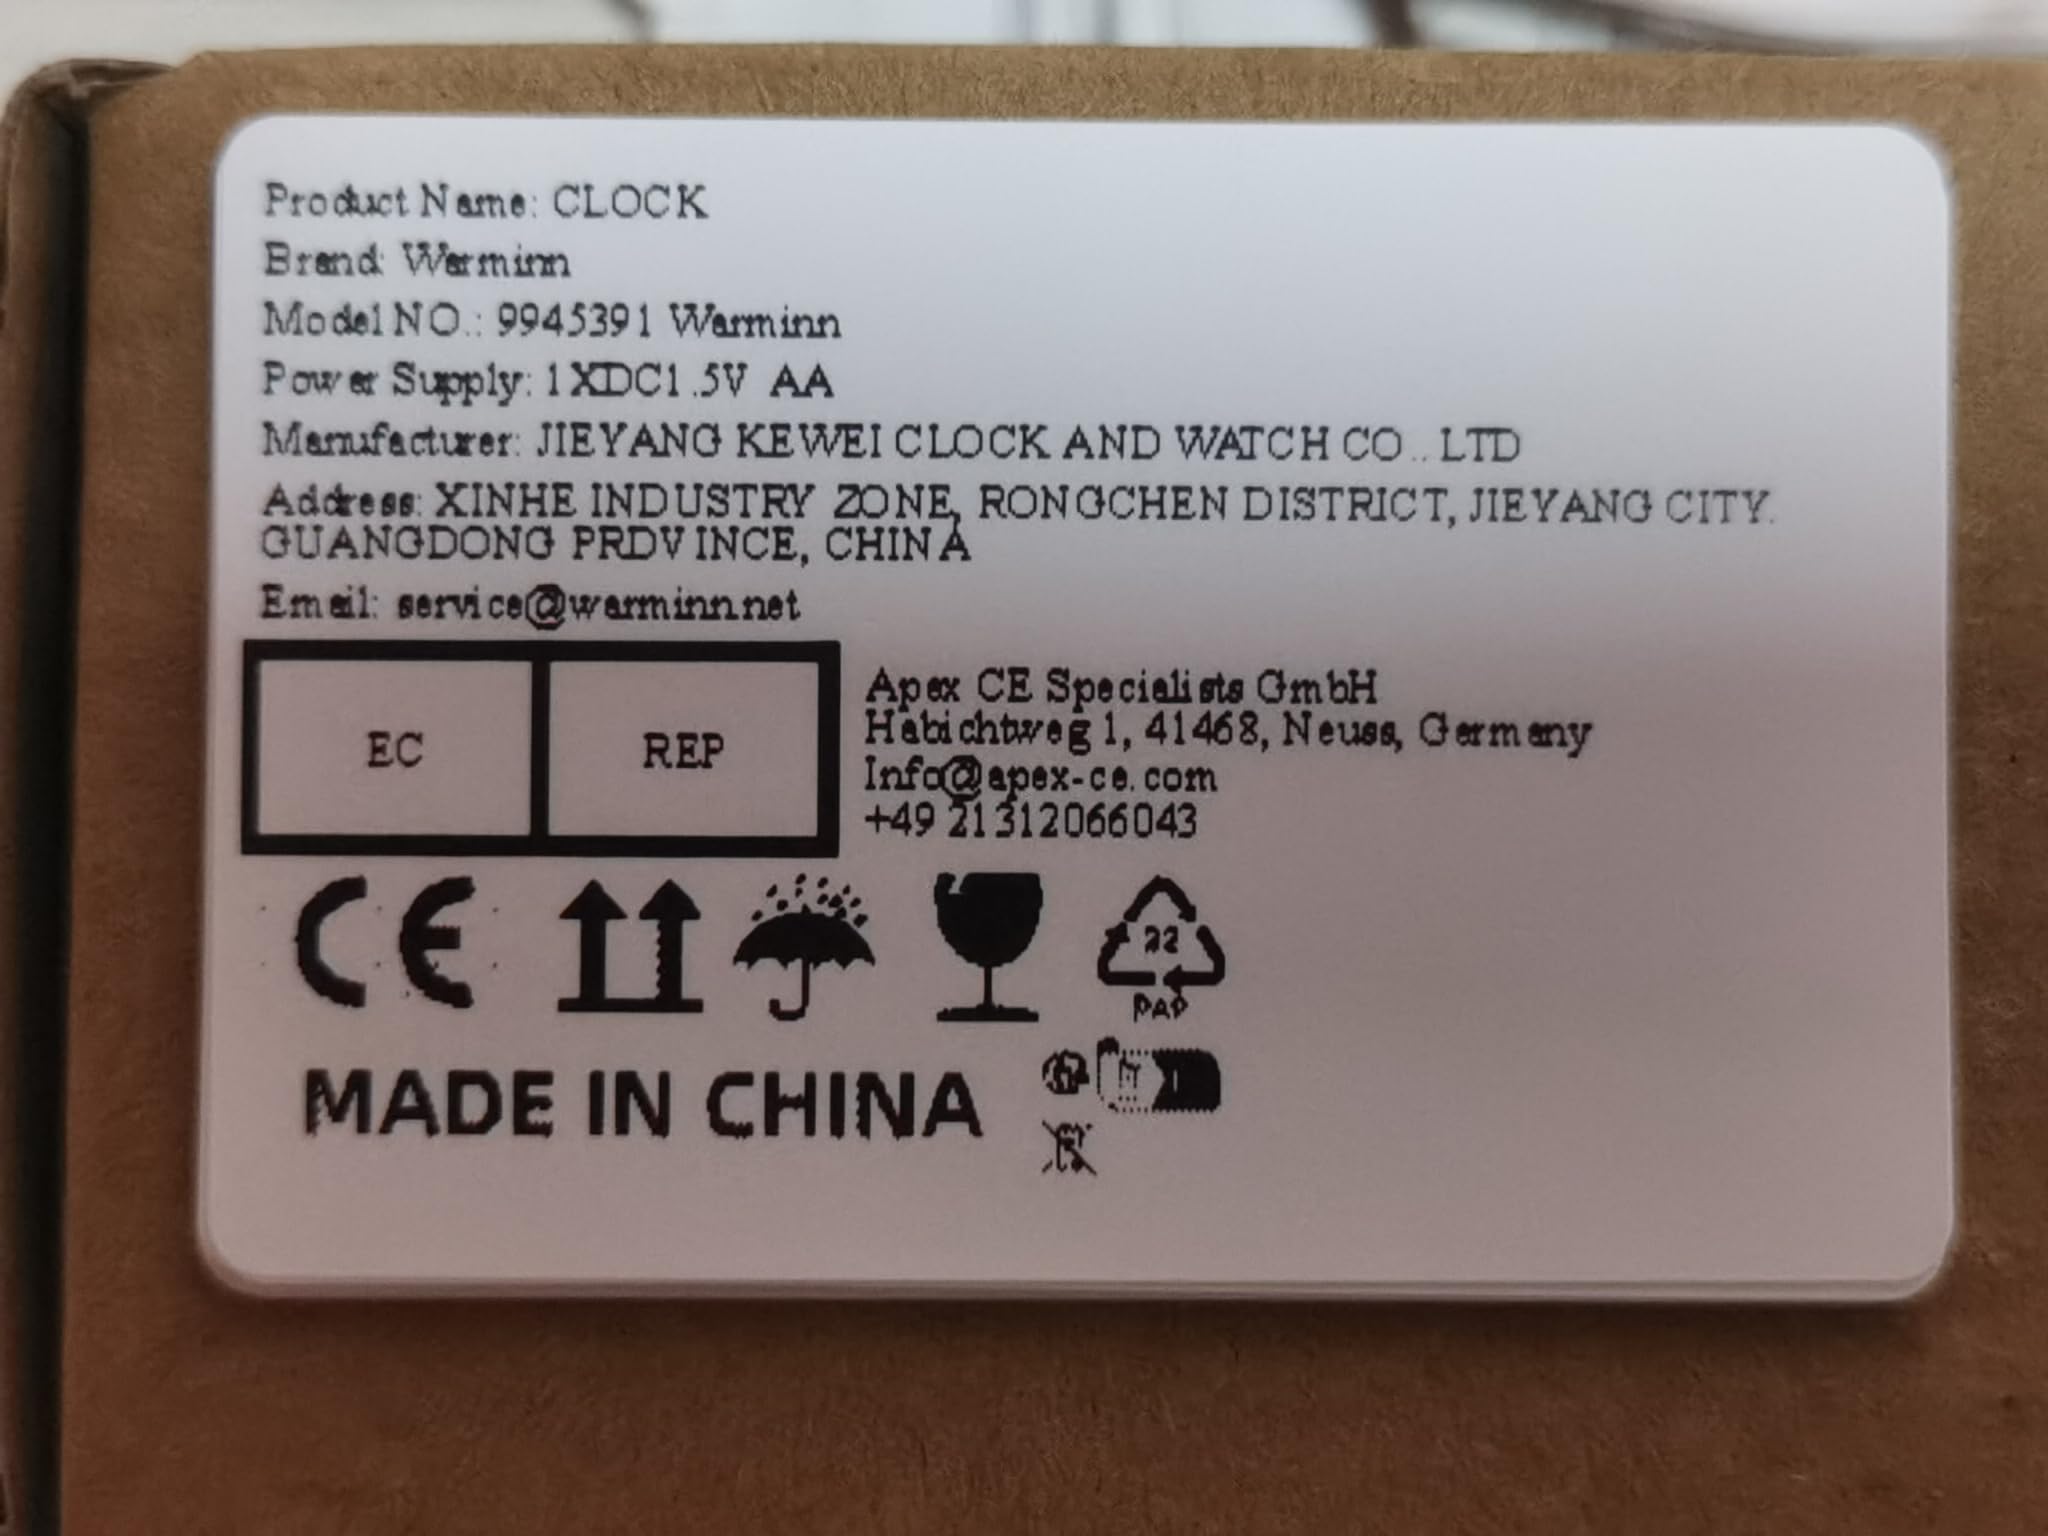 Product Name: CLOCK
Brand: Warminn
Model NO.: 9945391 Warminn
Power Supply: 1XDC1.5V AA
Manufacturer: JIEYANG KEWEI CLOCK AND WATCH CO.. LTD
Address: XINHE INDUSTRY ZONE, RONGCHEN DISTRICT, JIEYANG CITY.
GUANGDONG PRDVINCE, CHINA
Email: service@warminn.net
EC REP
Apex CE Specialists GmbH
Habichtweg 1, 41468, Neuss, Germany
Info@apex-ce.com
+49 21312066043
CE
22
PAP
MADE IN CHINA